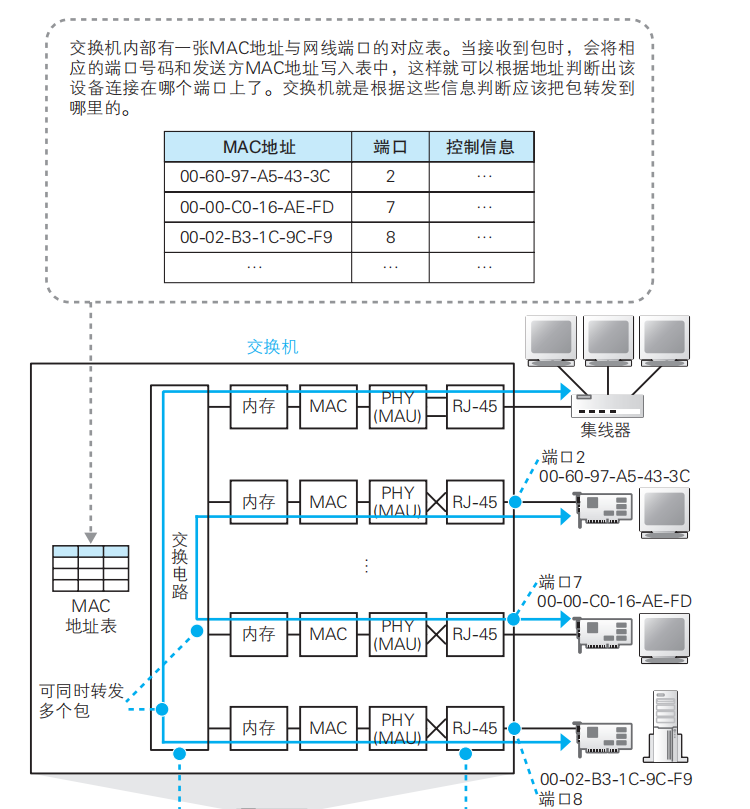 交换机内部有一张MAC地址与网线端口的对应表。当接收到包时，会将相
应的端口号码和发送方MAC地址写入表中，这样就可以根据地址判断出该
设备连接在哪个端口上了。交换机就是根据这些信息判断应该把包转发到
哪里的。
MAC地址 端口 控制信息
00-60-97-A5-43-3C 2 …
00-00-C0-16-AE-FD 7 …
00-02-B3-1C-9C-F9 8 …
… … …
交换机
内存 MAC PHY (MAU) RJ-45
集线器
端口2
00-60-97-A5-43-3C
内存 MAC PHY (MAU) RJ-45
交换电路
…
MAC
地址表
端口7
00-00-C0-16-AE-FD
内存 MAC PHY (MAU) RJ-45
可同时转发
多个包
内存 MAC PHY (MAU) RJ-45
00-02-B3-1C-9C-F9
端口8